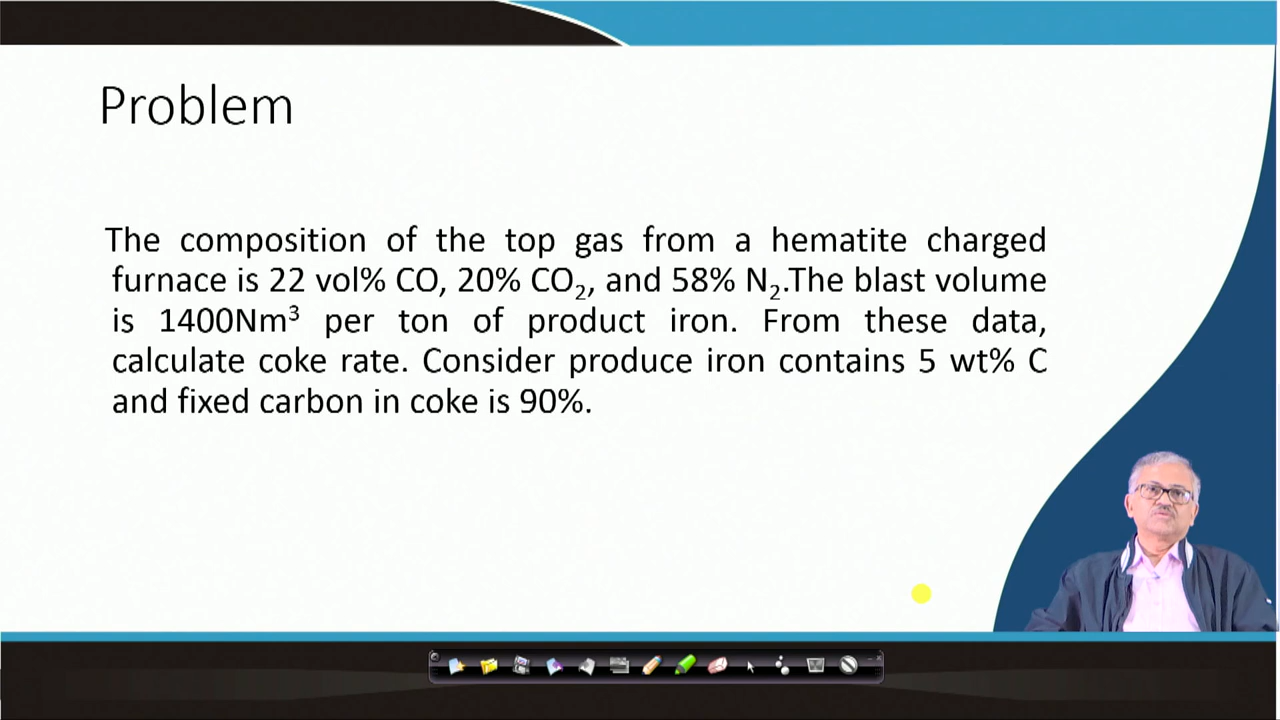 Problem
The composition of the top gas from a hematite charged
furnace is 22 vol% CO, 20% CO₂, and 58% N₂.The blast volume
is 1400Nm³ per ton of product iron. From these data,
calculate coke rate. Consider produce iron contains 5 wt% C
and fixed carbon in coke is 90%.